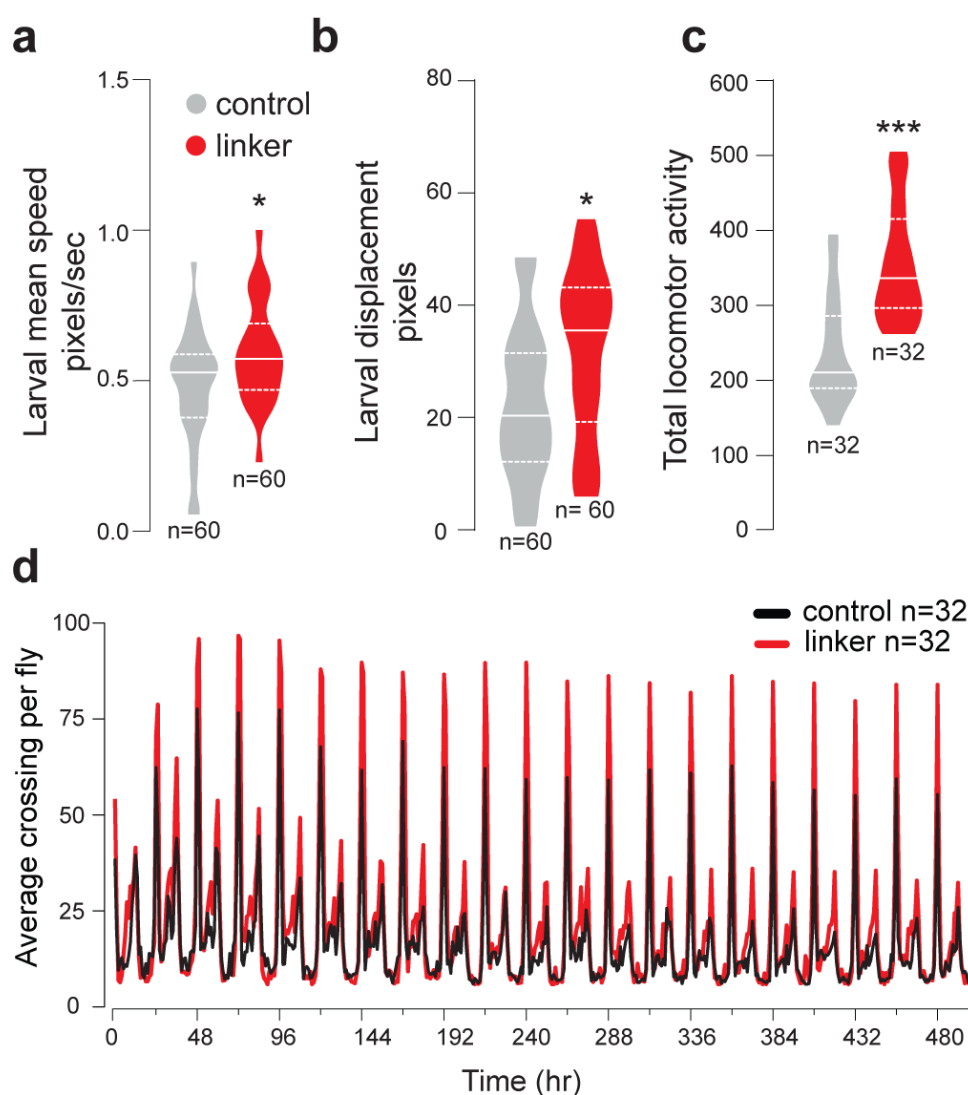 a
b
c
1.5
1.0
0.5
0.0
Larval mean speed
pixels/sec
control
linker
*
n=60
n=60
80
60
40
20
0
Larval displacement
pixels
*
n=60
n= 60
600
500
400
300
200
100
0
Total locomotor activity
***
n=32
n=32
d
100
75
50
25
0
Average crossing per fly
control n=32
linker n=32
0 48 96 144 192 240 288 336 384 432 480
Time (hr)